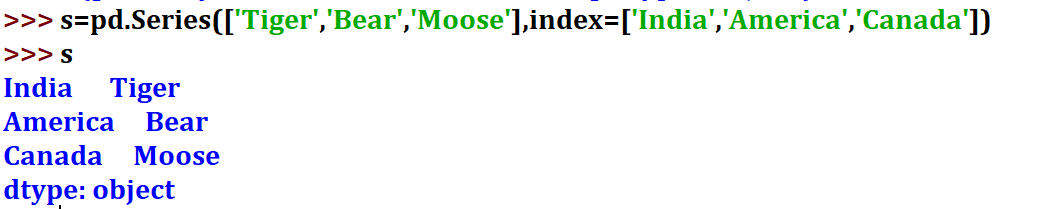 >>> s=pd.Series(['Tiger','Bear','Moose'],index=['India','America','Canada'])
>>> s
India     Tiger
America    Bear
Canada    Moose
dtype: object